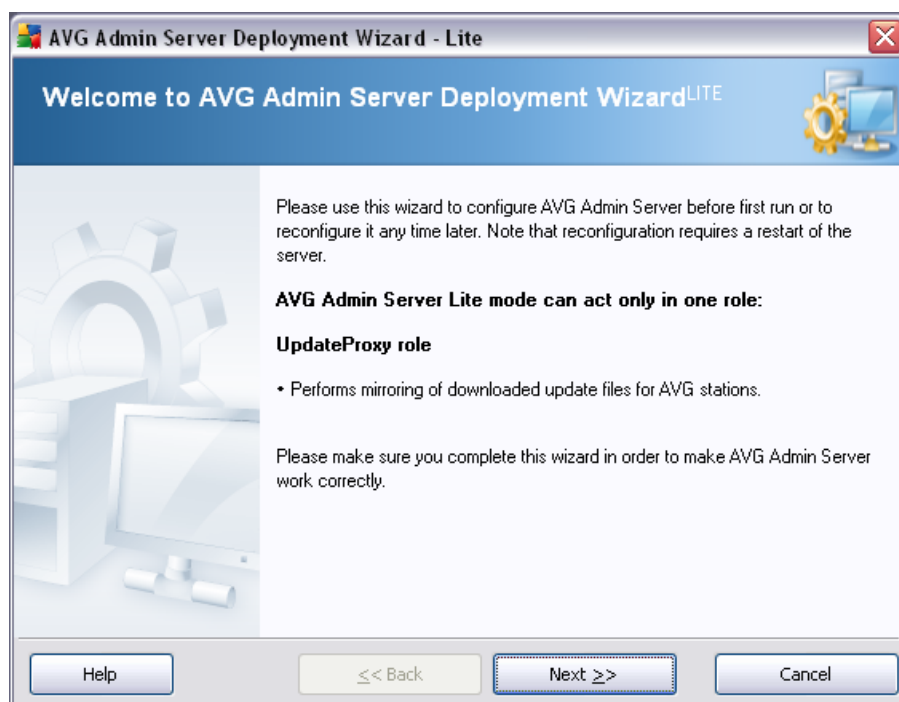 AVG Admin Server Deployment Wizard - Lite
Welcome to AVG Admin Server Deployment Wizard LITE
Please use this wizard to configure AVG Admin Server before first run or to
reconfigure it any time later. Note that reconfiguration requires a restart of the
server.
AVG Admin Server Lite mode can act only in one role:
UpdateProxy role
• Performs mirroring of downloaded update files for AVG stations.
Please make sure you complete this wizard in order to make AVG Admin Server
work correctly.
Help
<< Back
Next >>
Cancel